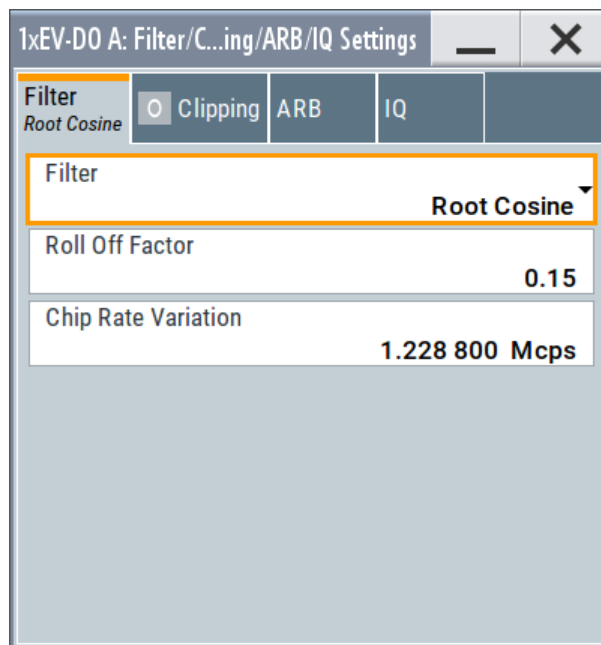 1xEV-DO A: Filter/C...ing/ARB/IQ Settings
Filter
Root Cosine
O Clipping
ARB
IQ
Filter
Root Cosine
Roll Off Factor
0.15
Chip Rate Variation
1.228 800 Mcps